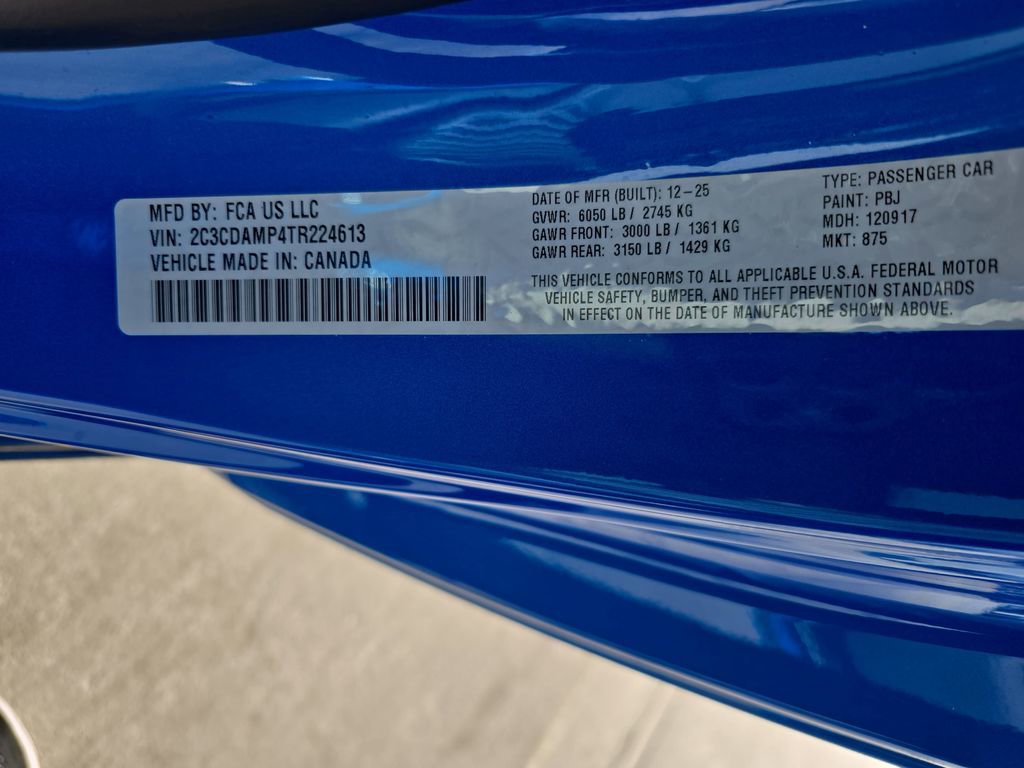 MFD BY: FCA US LLC
VIN: 2C3CDAMP4TR224613
VEHICLE MADE IN: CANADA
DATE OF MFR (BUILT): 12-25
GVWR: 6050 LB / 2745 KG
GAWR FRONT: 3000 LB / 1361 KG
GAWR REAR: 3150 LB / 1429 KG
TYPE: PASSENGER CAR
PAINT: PBJ
MDH: 120917
MKT: 875
THIS VEHICLE CONFORMS TO ALL APPLICABLE U.S.A. FEDERAL MOTOR
VEHICLE SAFETY, BUMPER, AND THEFT PREVENTION STANDARDS
IN EFFECT ON THE DATE OF MANUFACTURE SHOWN ABOVE.